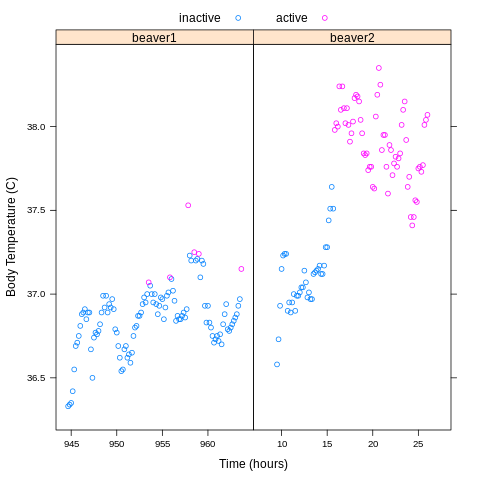 inactive active
beaver1 beaver2
Body Temperature (C)
38.0
37.5
37.0
36.5
945 950 955 960 10 15 20 25
Time (hours)